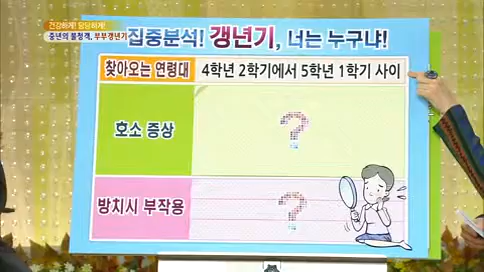 건강하게! 당당하게!
중년의 불청객, 부부갱년기
집중분석! 갱년기, 너는 누구냐!
찾아오는 연령대
4학년 2학기에서 5학년 1학기 사이
호소 증상
?
방치시 부작용
?